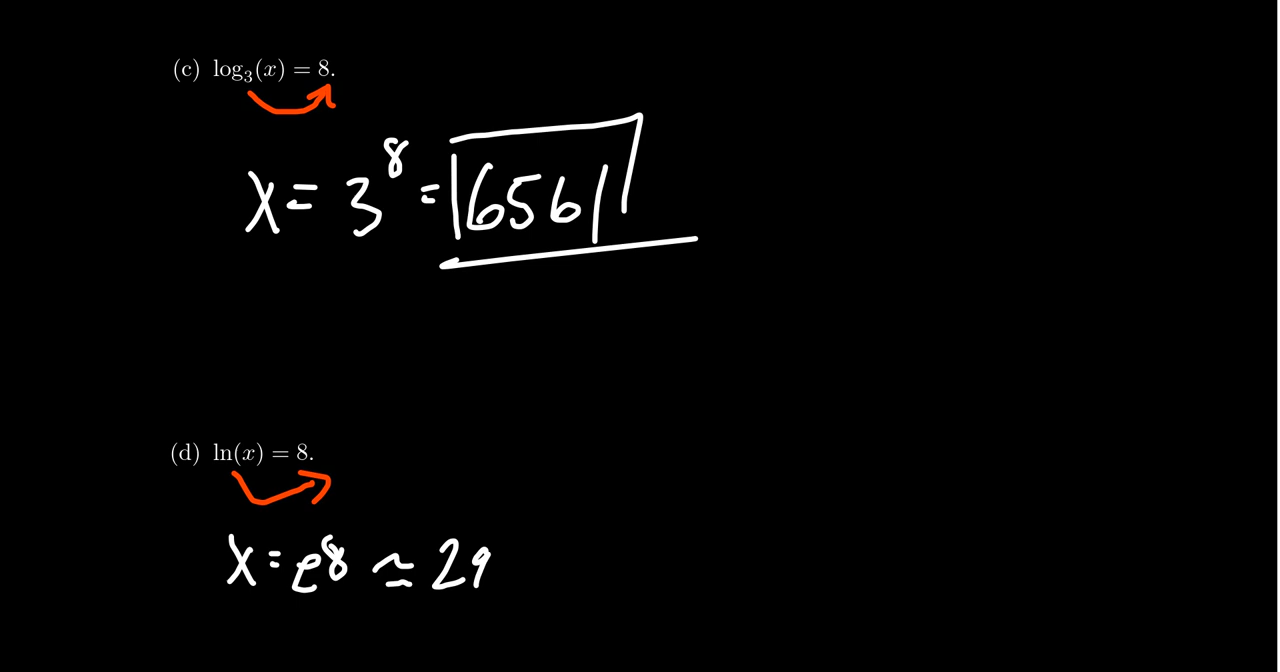 (c) log₃(x) = 8.
x = 3⁸ = 6561
(d) ln(x) = 8.
x = e⁸ ≃ 29